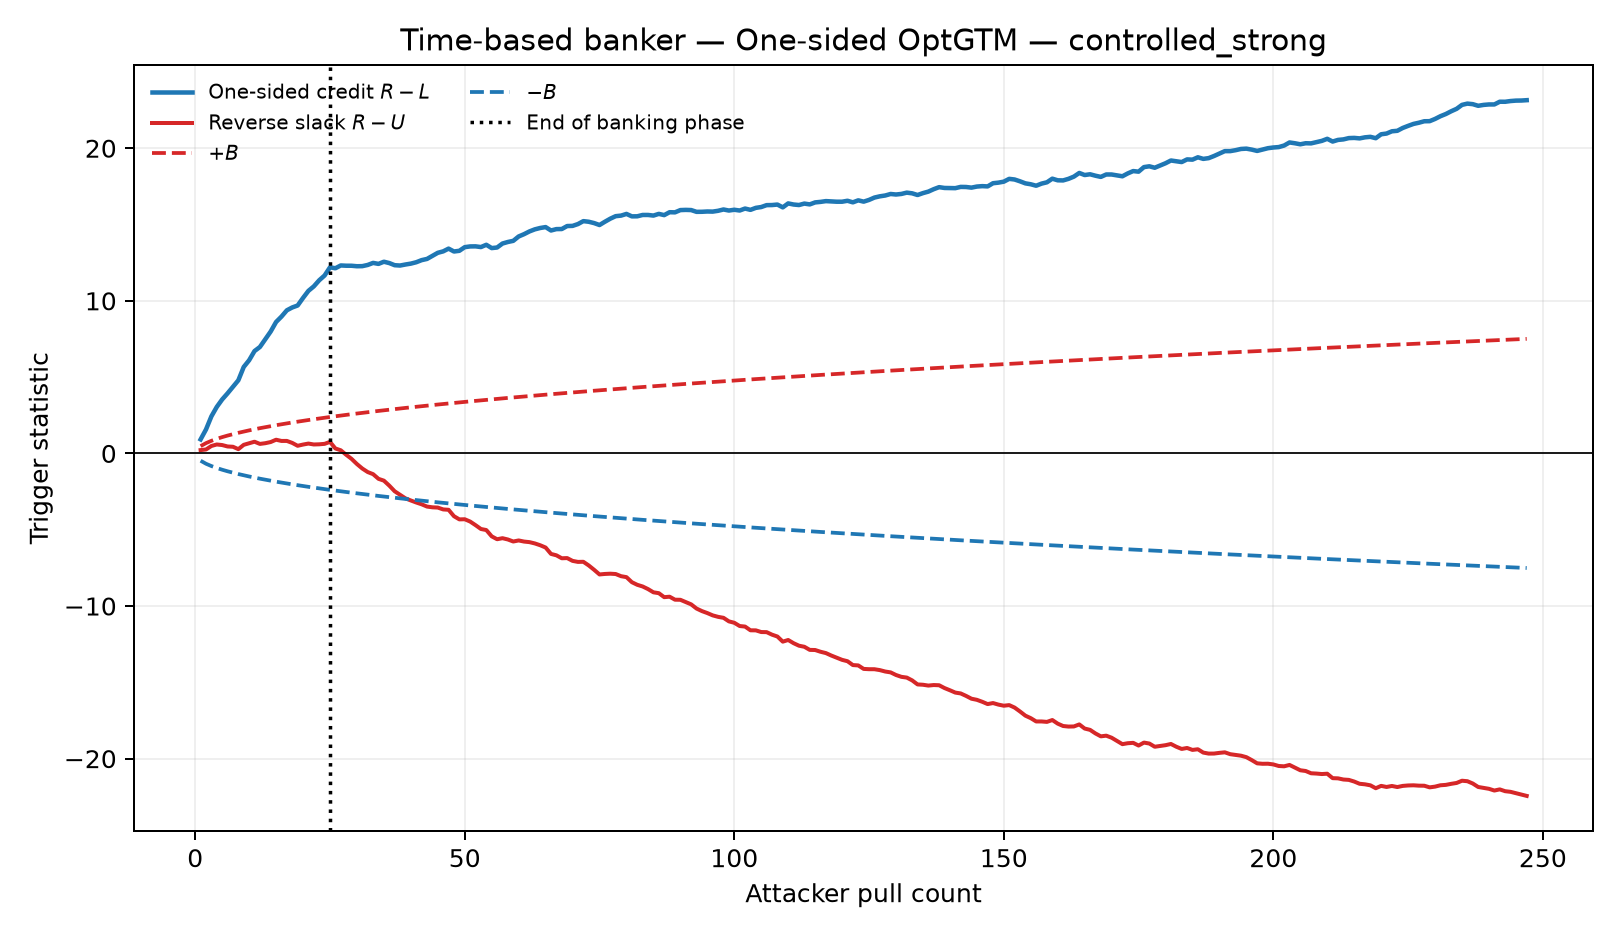 Time-based banker — One-sided OptGTM — controlled_strong
One-sided credit R − L
Reverse slack R − U
+B
−B
End of banking phase
Trigger statistic
20
10
0
−10
−20
0 50 100 150 200 250
Attacker pull count